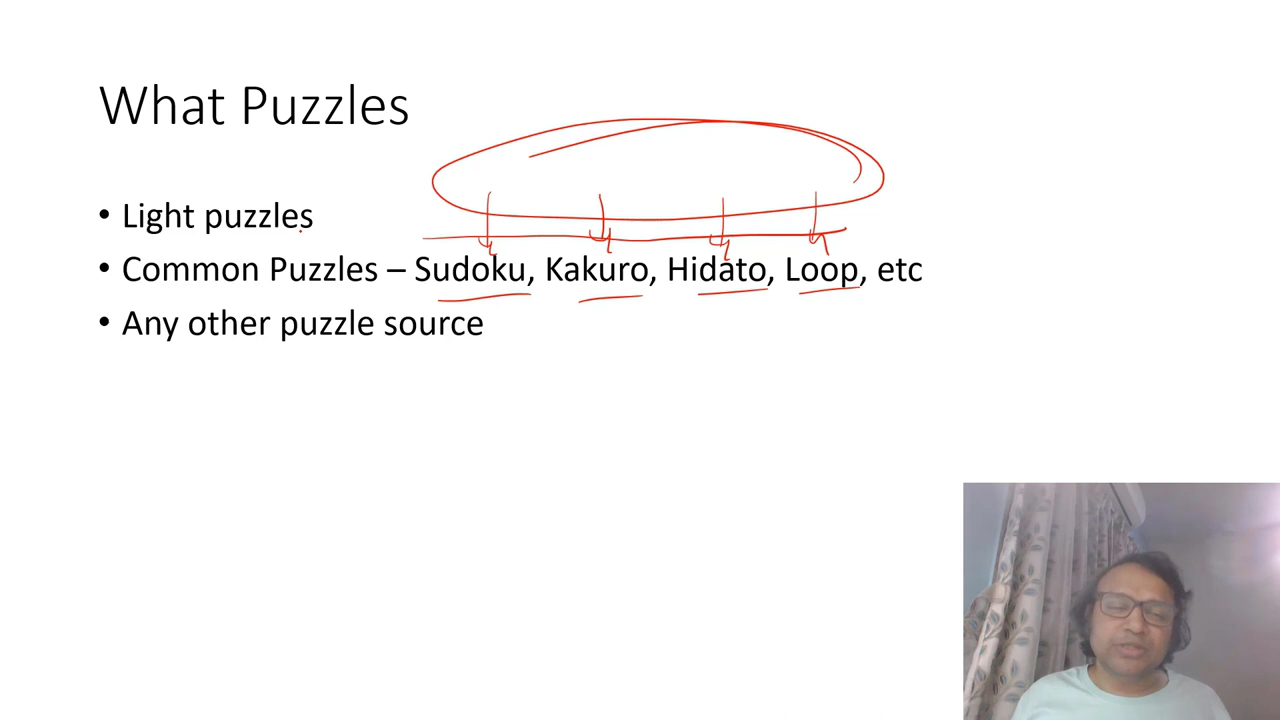 What Puzzles
• Light puzzles
• Common Puzzles – Sudoku, Kakuro, Hidato, Loop, etc
• Any other puzzle source